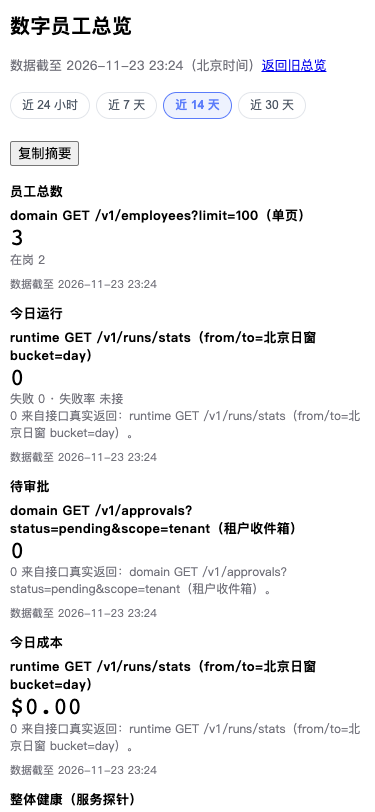 数字员工总览
数据截至 2026-11-23 23:24（北京时间）返回旧总览
近 24 小时 近 7 天 近 14 天 近 30 天
复制摘要
员工总数
domain GET /v1/employees?limit=100（单页）
3
在岗 2
数据截至 2026-11-23 23:24
今日运行
runtime GET /v1/runs/stats（from/to=北京日窗
bucket=day）
0
失败 0 · 失败率 未接
0 来自接口真实返回：runtime GET /v1/runs/stats（from/to=北
京日窗 bucket=day）。
数据截至 2026-11-23 23:24
待审批
domain GET /v1/approvals?
status=pending&scope=tenant（租户收件箱）
0
0 来自接口真实返回：domain GET /v1/approvals?
status=pending&scope=tenant（租户收件箱）。
数据截至 2026-11-23 23:24
今日成本
runtime GET /v1/runs/stats（from/to=北京日窗
bucket=day）
$0.00
0 来自接口真实返回：runtime GET /v1/runs/stats（from/to=北
京日窗 bucket=day）。
数据截至 2026-11-23 23:24
整体健康（服务探针）